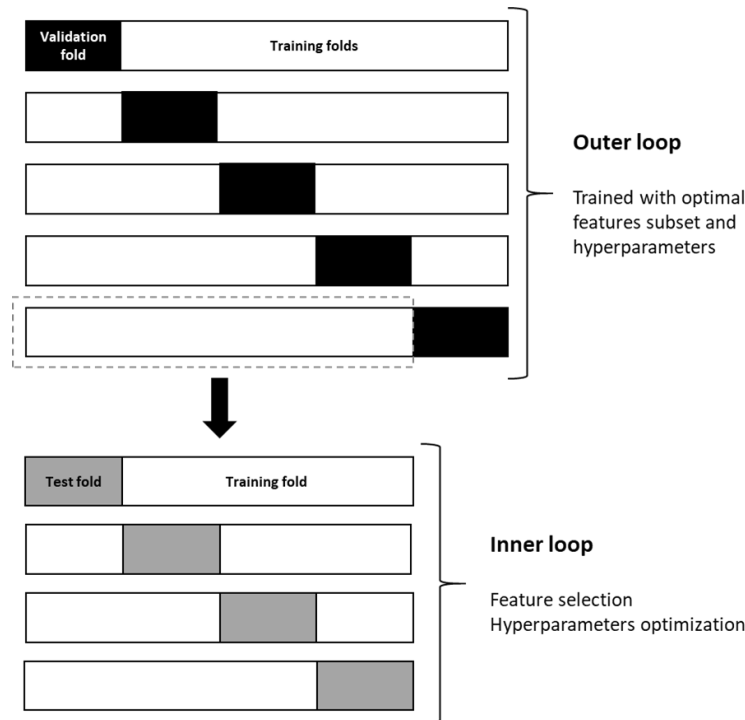 Validation
fold
Training folds
Outer loop
Trained with optimal
features subset and
hyperparameters
Test fold
Training fold
Inner loop
Feature selection
Hyperparameters optimization